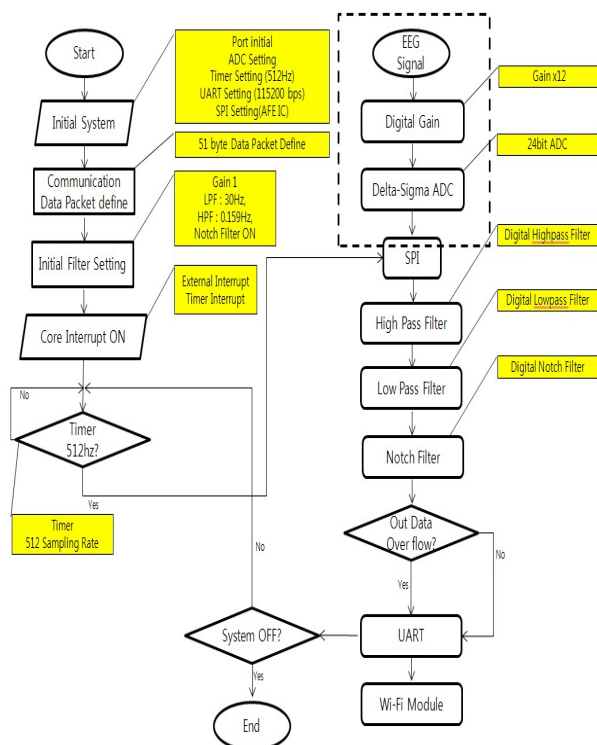 Start
Port initial
ADC Setting
Timer Setting (512Hz)
UART Setting (115200 bps)
SPI Setting(AFE IC)
Initial System
51 byte Data Packet Define
Communication
Data Packet define
Gain 1
LPF : 30Hz,
HPF : 0.159Hz,
Notch Filter ON
Initial Filter Setting
External Interrupt
Timer Interrupt
Core Interrupt ON
No
Timer
512hz?
Yes
Timer
512 Sampling Rate
EEG
Signal
Gain x12
Digital Gain
24bit ADC
Delta-Sigma ADC
Digital Highpass Filter
SPI
Digital Lowpass Filter
High Pass Filter
Digital Notch Filter
Low Pass Filter
Notch Filter
Out Data
Over flow?
No
Yes
UART
Wi-Fi Module
No
System OFF?
Yes
End